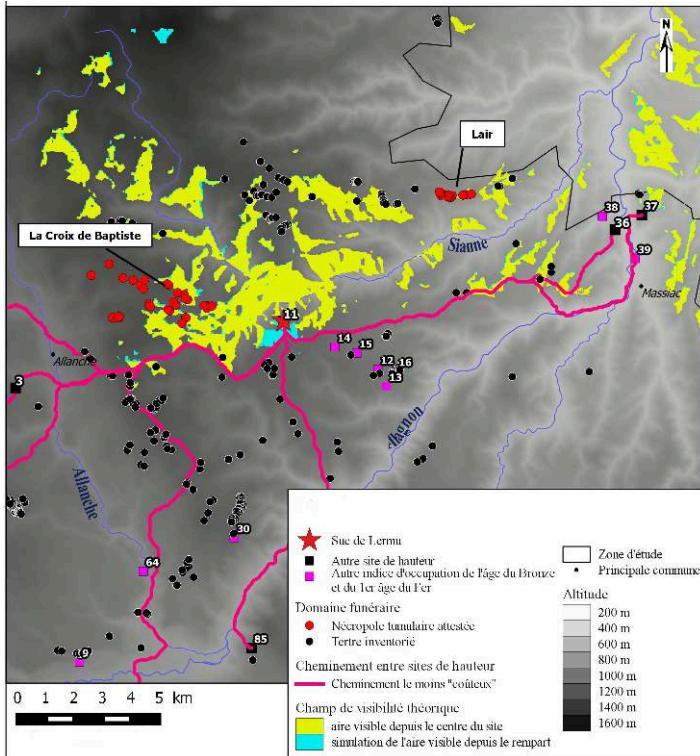 N
Lair
La Croix de Baptiste
38
37
36
Sianne
39
Massiac
11
14
15
Allanche
12
16
3
13
Alagnon
Allanche
30
64
9
85
0 1 2 3 4 5 km
Suc de Lermu
Autre site de hauteur
Autre indice d'occupation de l'âge du Bronze
et du 1er âge du Fer
Domaine funéraire
Nécropole tumulaire attestée
Tertre inventorié
Cheminement entre sites de hauteur
Cheminement le moins "coûteux"
Champ de visibilité théorique
aire visible depuis le centre du site
simulation de l'aire visible depuis le rempart
Zone d'étude
Principale commune
Altitude
200 m
400 m
600 m
800 m
1000 m
1200 m
1400 m
1600 m